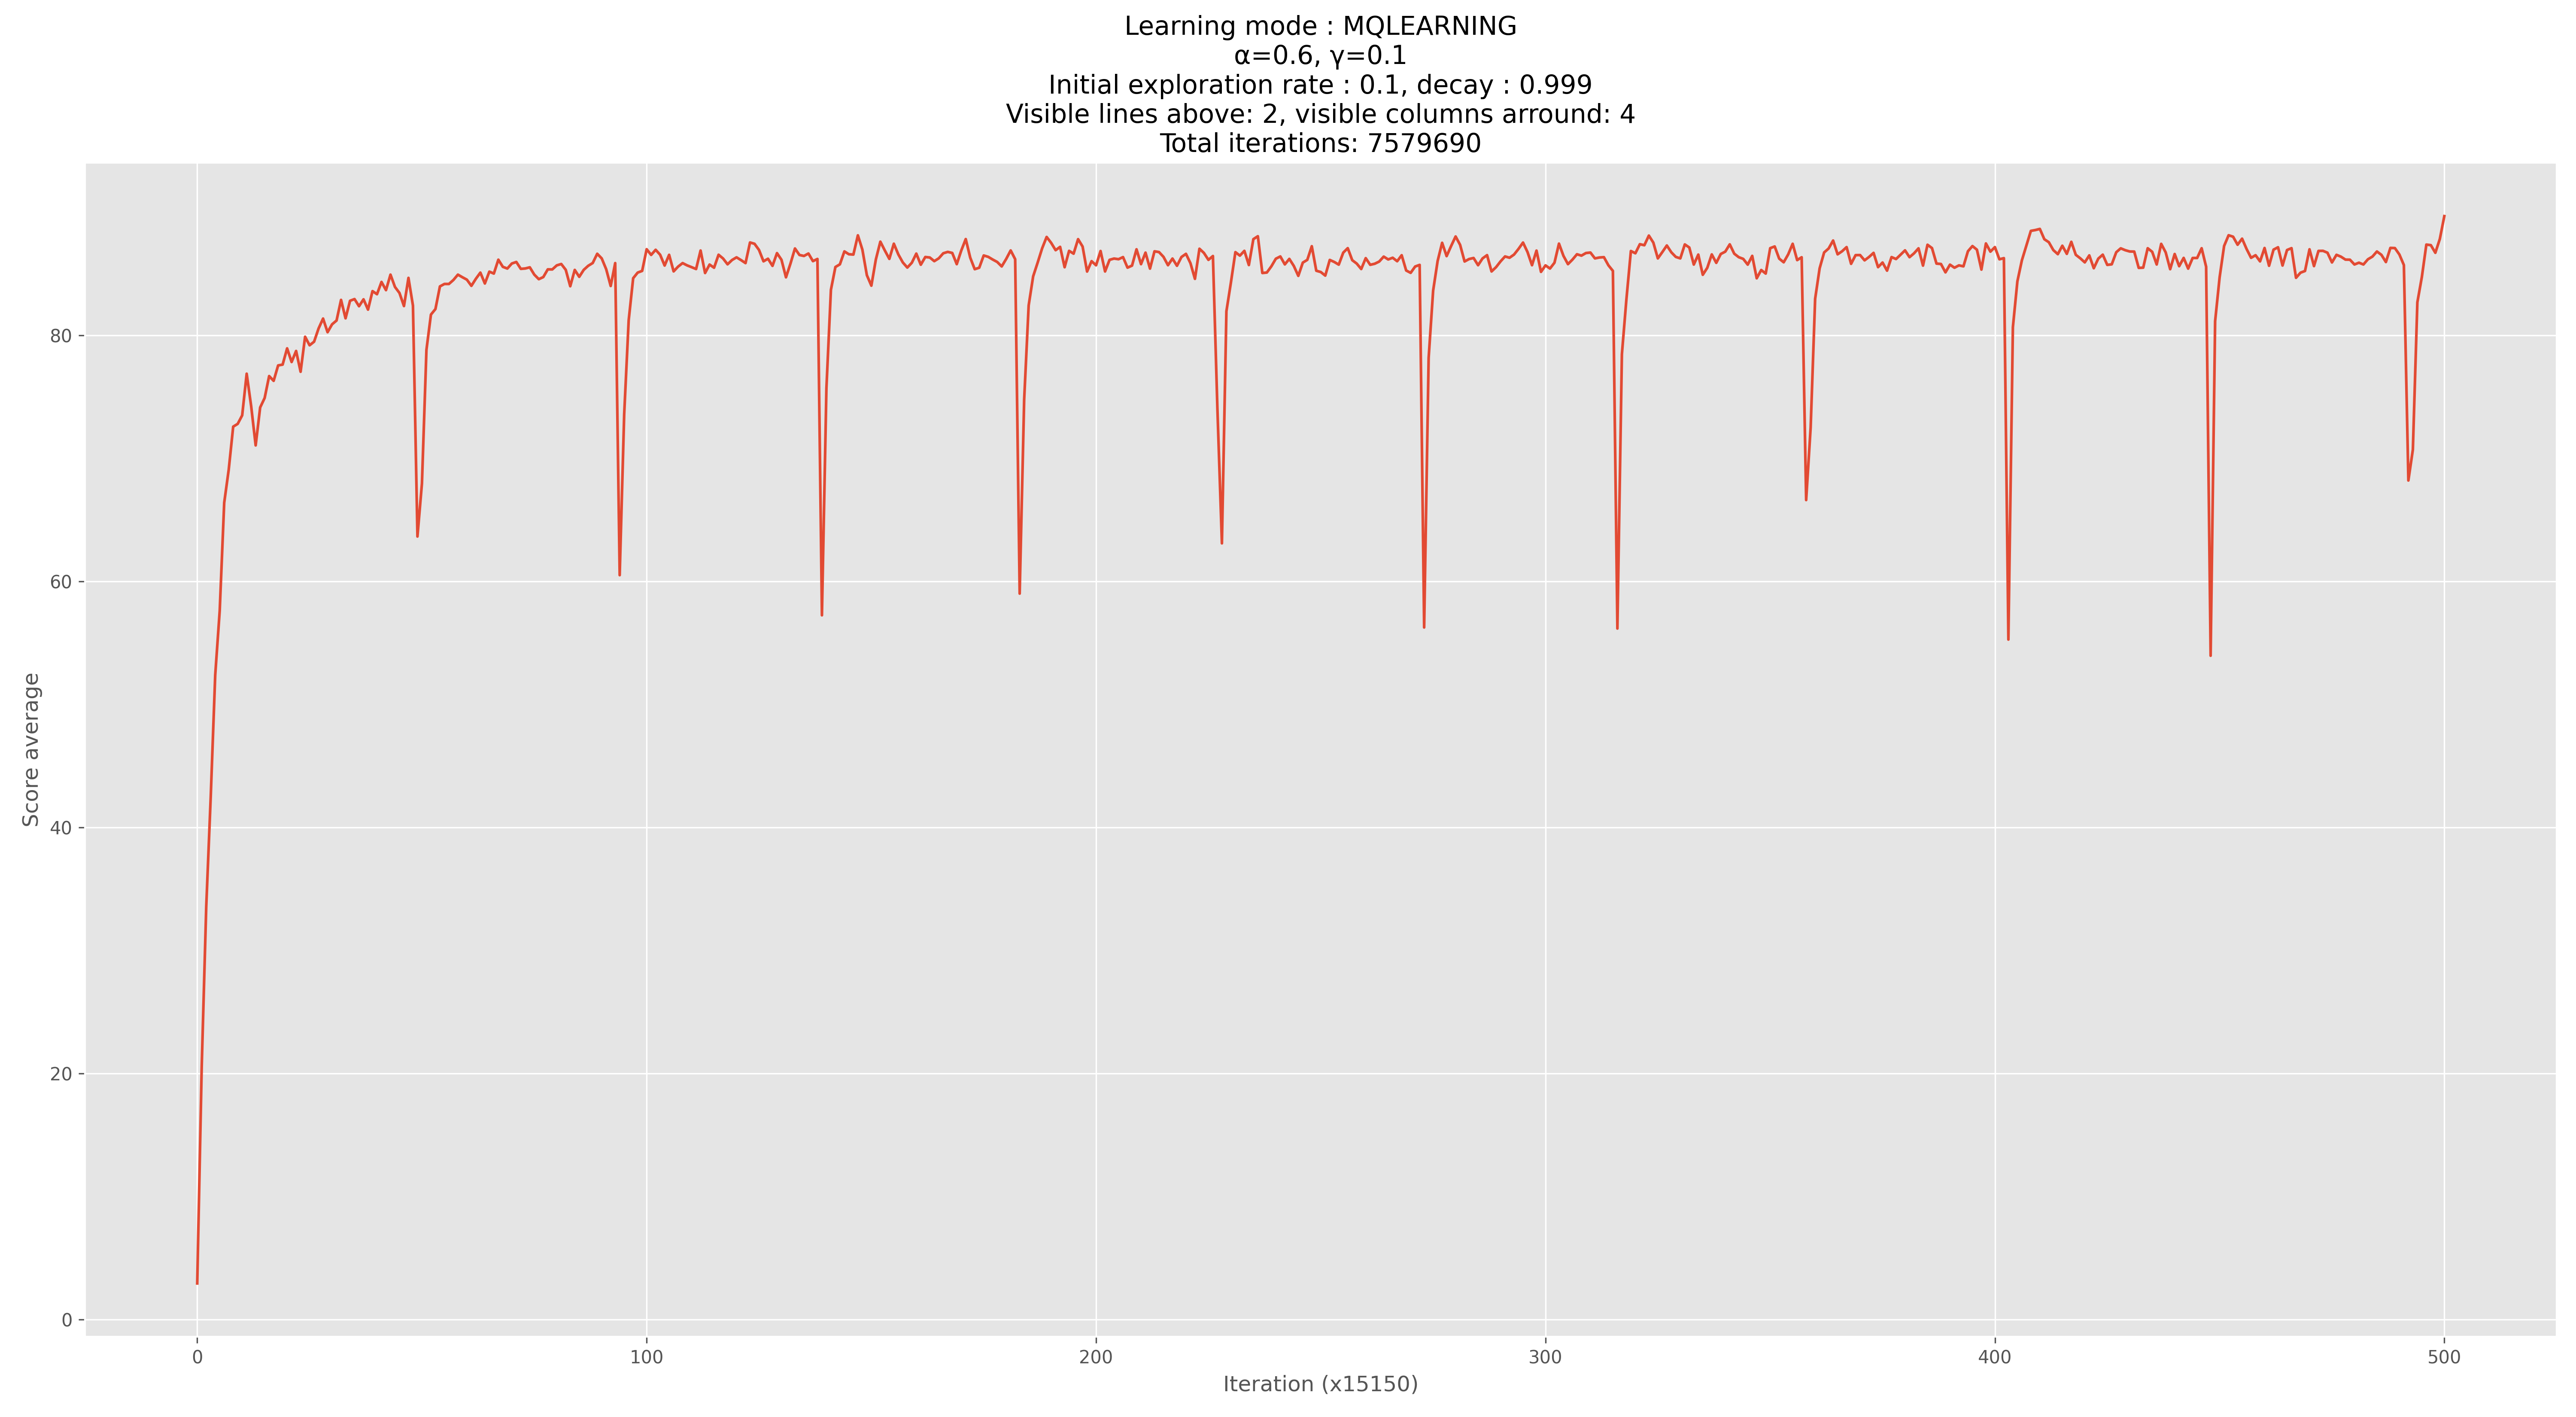 Learning mode : MQLEARNING
α=0.6, γ=0.1
Initial exploration rate : 0.1, decay : 0.999
Visible lines above: 2, visible columns arround: 4
Total iterations: 7579690
80
60
40
20
0
Score average
0 100 200 300 400 500
Iteration (x15150)